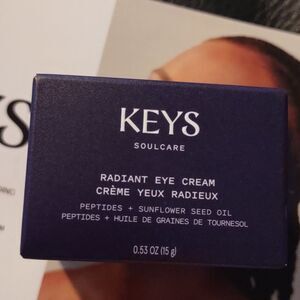 KEYS
SOULCARE
RADIANT EYE CREAM
CRÈME YEUX RADIEUX
PEPTIDES + SUNFLOWER SEED OIL
PEPTIDES + HUILE DE GRAINES DE TOURNESOL
0.53 OZ (15 g)